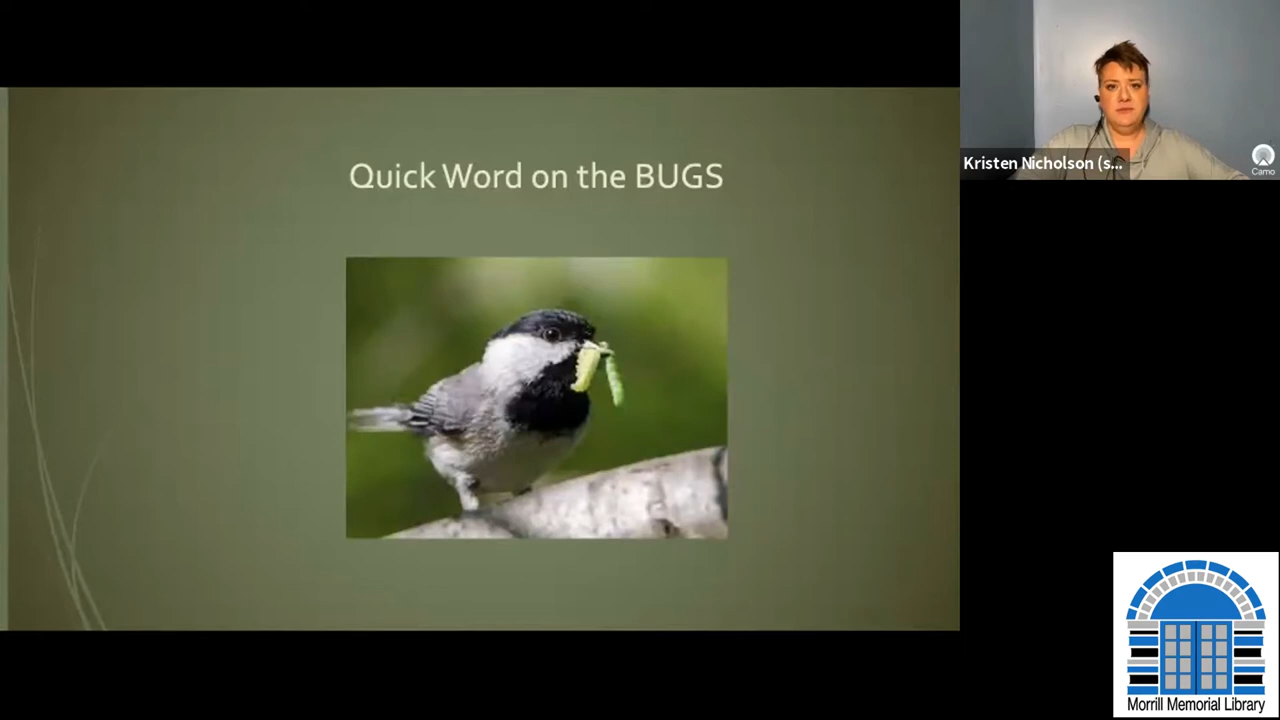 Quick Word on the BUGS
Kristen Nicholson (s...
Camo
Morrill Memorial Library